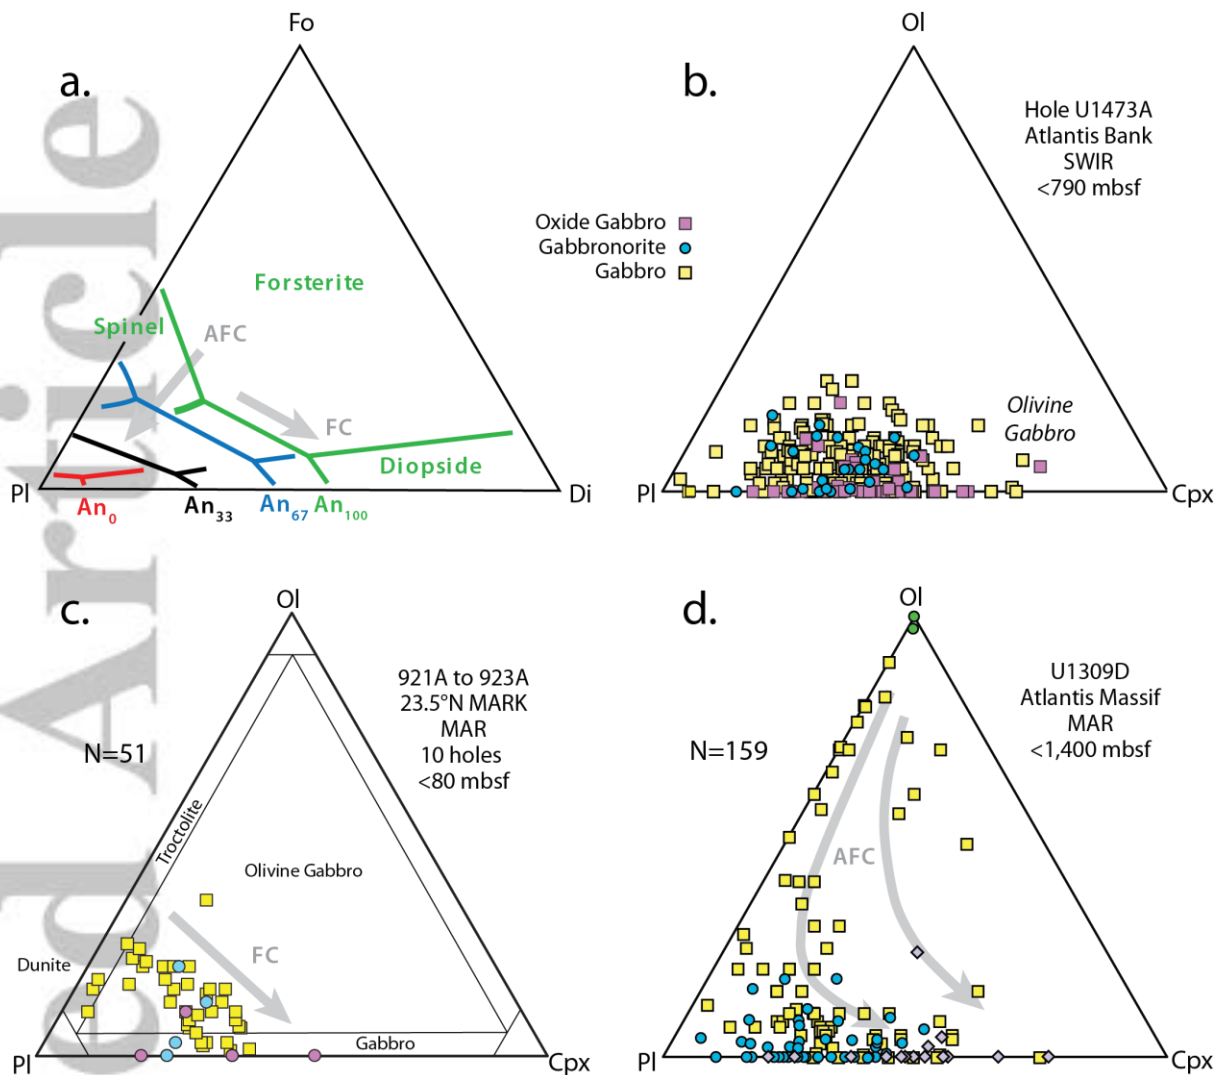 a.
Fo
Forsterite
Spinel
AFC
FC
Diopside
Pl
Di
An0
An33
An67
An100
b.
Ol
Hole U1473A
Atlantis Bank
SWIR
<790 mbsf
Oxide Gabbro
Gabbronorite
Gabbro
Olivine
Gabbro
Pl
Cpx
c.
Ol
921A to 923A
23.5°N MARK
MAR
10 holes
<80 mbsf
N=51
Troctolite
Olivine Gabbro
FC
Dunite
Gabbro
Pl
Cpx
d.
Ol
U1309D
Atlantis Massif
MAR
<1,400 mbsf
N=159
AFC
Pl
Cpx
ed Article